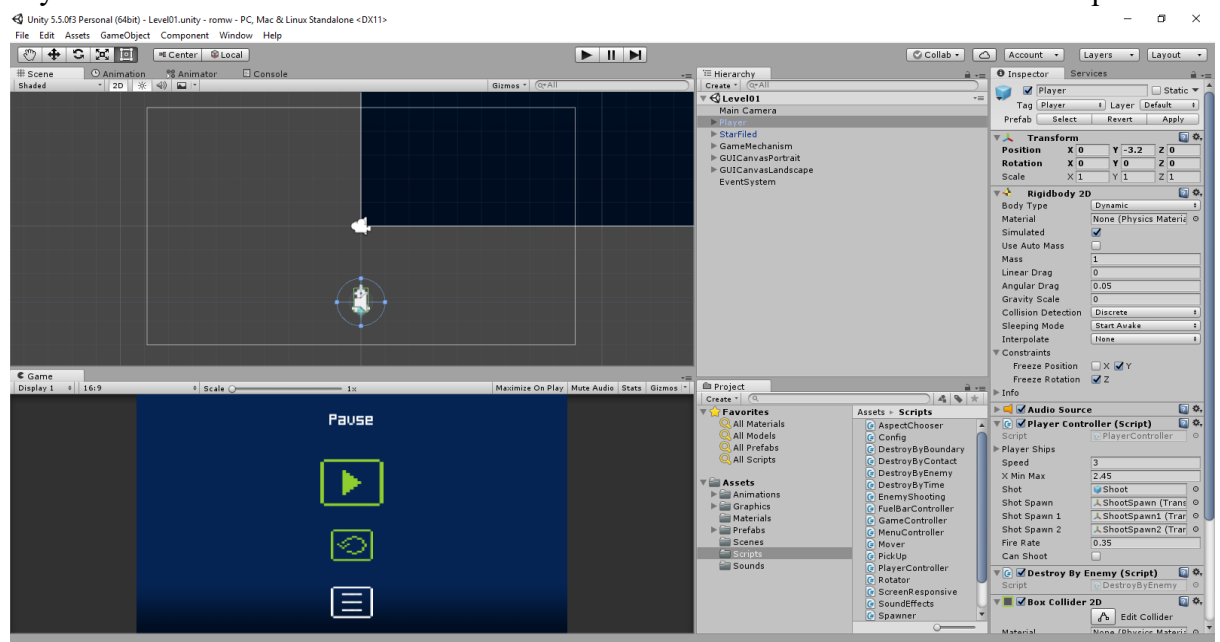 Unity 5.5.0f3 Personal (64bit) - Level01.unity - romw - PC, Mac & Linux Standalone <DX11>
File Edit Assets GameObject Component Window Help
Center Local Collab Account Layers Layout
Scene Animation Animator Console
Shaded 2D Gizmos All
Hierarchy
Create All
Level01
Main Camera
Player
StarFiled
GameMechanism
GUICanvasPortrait
GUICanvasLandscape
EventSystem
Game
Display 1 16:9 Scale 1x Maximize On Play Mute Audio Stats Gizmos
Pause
Project
Create
Favorites
All Materials
All Models
All Prefabs
All Scripts
Assets
Animations
Graphics
Materials
Prefabs
Scenes
Scripts
Sounds
Assets Scripts
AspectChooser
Config
DestroyByBoundary
DestroyByContact
DestroyByEnemy
DestroyByTime
EnemyShooting
FuelBarController
GameController
MenuController
Mover
PickUp
PlayerController
Rotator
ScreenResponsive
SoundEffects
Spawner
Inspector Services
Player Static
Tag Player Layer Default
Prefab Select Revert Apply
Transform
Position X 0 Y -3.2 Z 0
Rotation X 0 Y 0 Z 0
Scale X 1 Y 1 Z 1
Rigidbody 2D
Body Type Dynamic
Material None (Physics Materia
Simulated
Use Auto Mass
Mass 1
Linear Drag 0
Angular Drag 0.05
Gravity Scale 0
Collision Detection Discrete
Sleeping Mode Start Awake
Interpolate None
Constraints
Freeze Position X Y
Freeze Rotation Z
Info
Audio Source
Player Controller (Script)
Script PlayerController
Player Ships
Speed 3
X Min Max 2.45
Shot Shoot
Shot Spawn ShootSpawn (Trans
Shot Spawn 1 ShootSpawn1 (Trar
Shot Spawn 2 ShootSpawn2 (Trar
Fire Rate 0.35
Can Shoot
Destroy By Enemy (Script)
Script DestroyByEnemy
Box Collider 2D
Edit Collider
Material None (Physics Materia